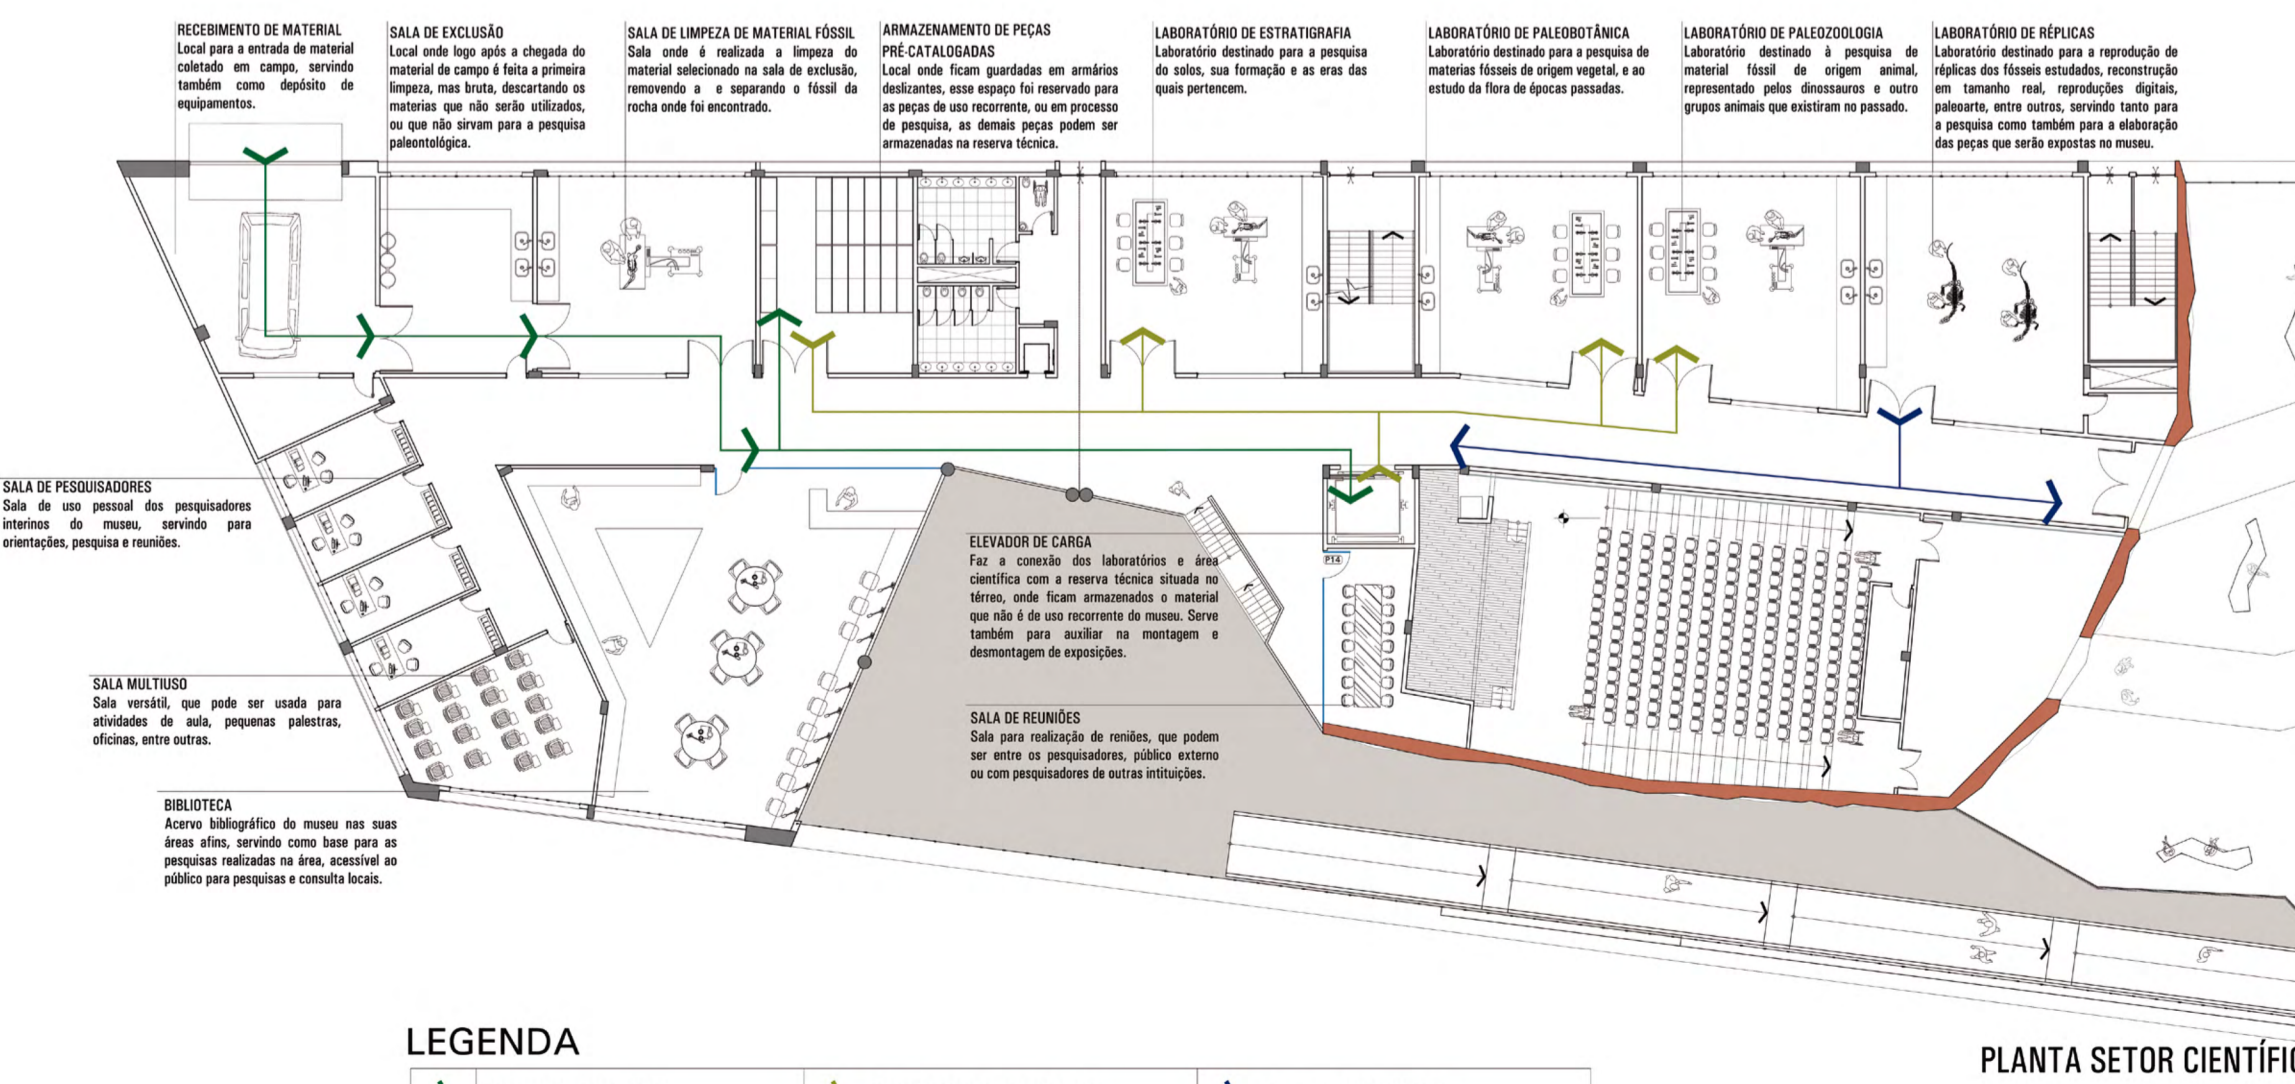 RECEBIMENTO DE MATERIAL
Local para a entrada de material
coletado em campo, servindo
também como depósito de
equipamentos.
SALA DE EXCLUSÃO
Local onde logo após a chegada do
material de campo é feita a primeira
limpeza, mas bruta, descartando os
materias que não serão utilizados,
ou que não sirvam para a pesquisa
paleontológica.
SALA DE LIMPEZA DE MATERIAL FÓSSIL
Sala onde é realizada a limpeza do
material selecionado na sala de exclusão,
removendo a e separando o fóssil da
rocha onde foi encontrado.
ARMAZENAMENTO DE PEÇAS
PRÉ-CATALOGADAS
Local onde ficam guardadas em armários
deslizantes, esse espaço foi reservado para
as peças de uso recorrente, ou em processo
de pesquisa, as demais peças podem ser
armazenadas na reserva técnica.
LABORATÓRIO DE ESTRATIGRAFIA
Laboratório destinado para a pesquisa
do solos, sua formação e as eras das
quais pertencem.
LABORATÓRIO DE PALEOBOTÂNICA
Laboratório destinado para a pesquisa de
materias fósseis de origem vegetal, e ao
estudo da flora de épocas passadas.
LABORATÓRIO DE PALEOZOOLOGIA
Laboratório destinado à pesquisa de
material fóssil de origem animal,
representado pelos dinossauros e outro
grupos animais que existiram no passado.
LABORATÓRIO DE RÉPLICAS
Laboratório destinado para a reprodução de
réplicas dos fósseis estudados, reconstrução
em tamanho real, reproduções digitais,
paleoarte, entre outros, servindo tanto para
a pesquisa como também para a elaboração
das peças que serão expostas no museu.
SALA DE PESQUISADORES
Sala de uso pessoal dos pesquisadores
interinos do museu, servindo para
orientações, pesquisa e reuniões.
ELEVADOR DE CARGA
Faz a conexão dos laboratórios e área
científica com a reserva técnica situada no
térreo, onde ficam armazenados o material
que não é de uso recorrente do museu. Serve
também para auxiliar na montagem e
desmontagem de exposições.
P14
SALA MULTIUSO
Sala versátil, que pode ser usada para
atividades de aula, pequenas palestras,
oficinas, entre outras.
SALA DE REUNIÕES
Sala para realização de reniões, que podem
ser entre os pesquisadores, público externo
ou com pesquisadores de outras intituições.
BIBLIOTECA
Acervo bibliográfico do museu nas suas
áreas afins, servindo como base para as
pesquisas realizadas na área, acessível ao
público para pesquisas e consulta locais.
LEGENDA
PLANTA SETOR CIENTÍFIC